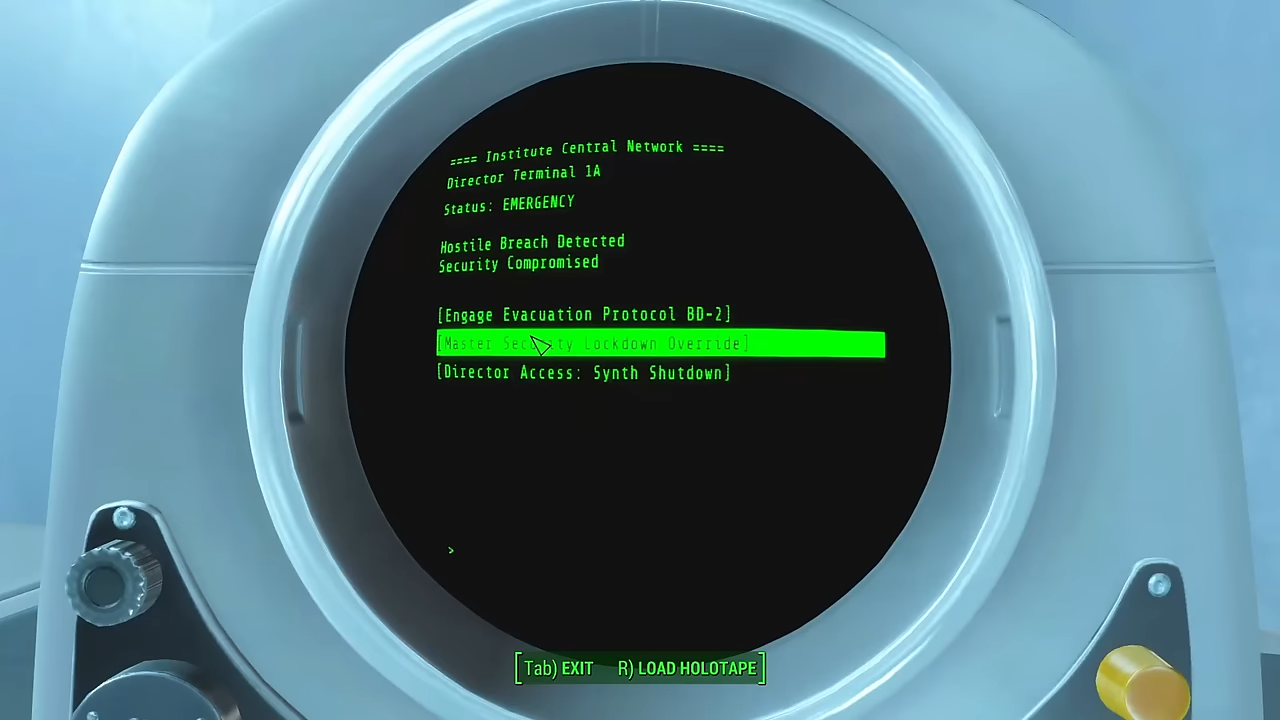 ==== Institute Central Network ====
Director Terminal 1A
Status: EMERGENCY
Hostile Breach Detected
Security Compromised
[Engage Evacuation Protocol BD-2]
[Master Security Lockdown Override]
[Director Access: Synth Shutdown]
>
[Tab) EXIT R) LOAD HOLOTAPE]